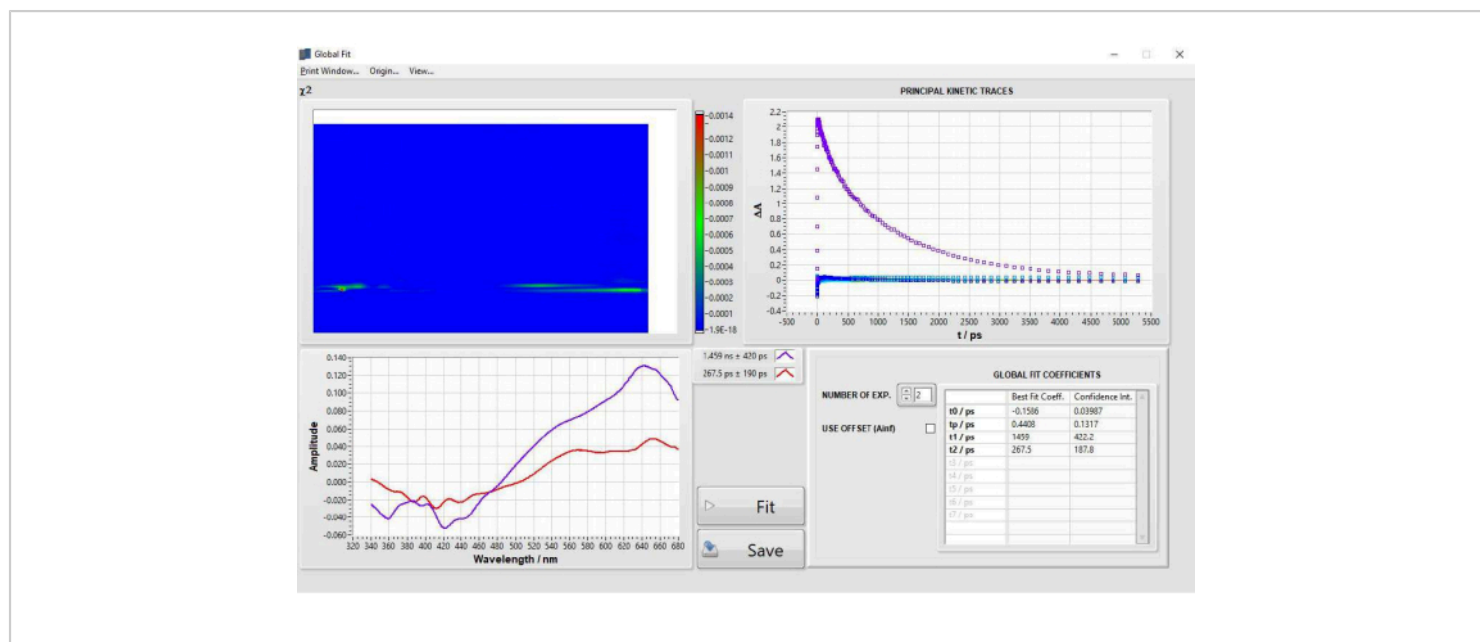 Global Fit
Print Window... Origin... View...
χ2
0.0014
0.0012
0.0011
0.001
0.0009
0.0008
0.0007
0.0006
0.0005
0.0004
0.0003
0.0002
0.0001
1.9E-18
PRINCIPAL KINETIC TRACES
ΔA
2.2
2
1.8
1.6
1.4
1.2
1
0.8
0.6
0.4
0.2
0
-0.2
-0.4
-500 0 500 1000 1500 2000 2500 3000 3500 4000 4500 5000 5500
t / ps
Amplitude
0.140
0.120
0.100
0.080
0.060
0.040
0.020
0.000
-0.020
-0.040
-0.060
320 340 360 380 400 420 440 460 480 500 520 540 560 580 600 620 640 660 680
Wavelength / nm
1.459 ns ± 420 ps
267.5 ps ± 190 ps
Fit
Save
NUMBER OF EXP. 2
USE OFFSET (Ainf)
GLOBAL FIT COEFFICIENTS
Best Fit Coeff. Confidence Int.
t0 / ps -0.1586 0.03987
tp / ps 0.4408 0.1317
t1 / ps 1459 422.2
t2 / ps 267.5 187.8
t3 / ps
t4 / ps
t5 / ps
t6 / ps
t7 / ps